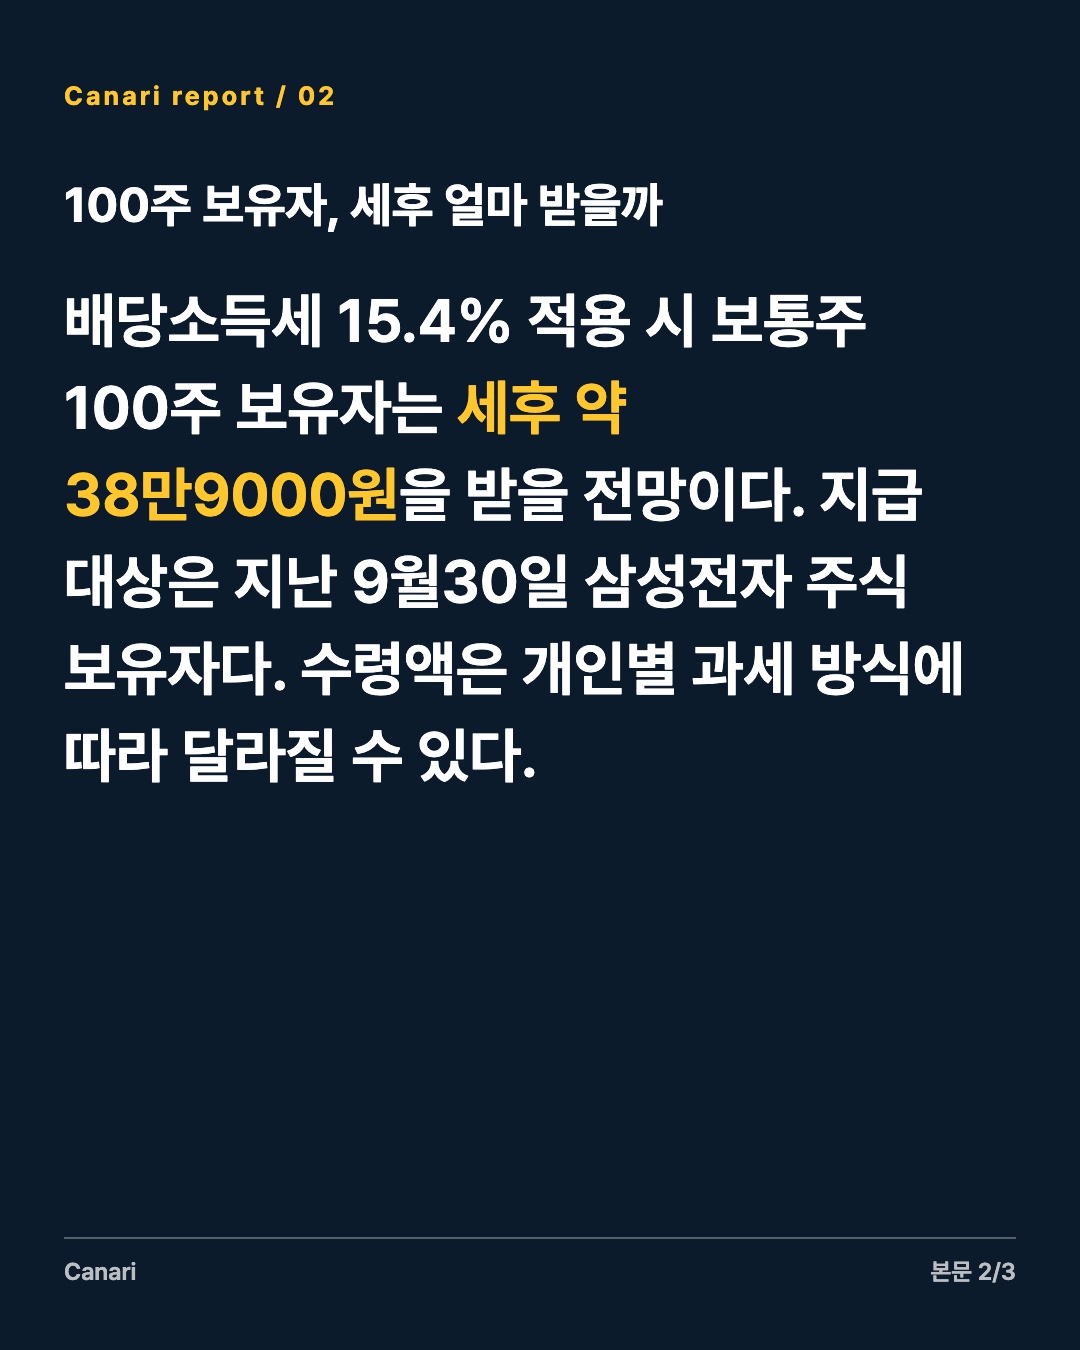 Canari report / 02
100주 보유자, 세후 얼마 받을까
배당소득세 15.4% 적용 시 보통주
100주 보유자는 세후 약
38만9000원을 받을 전망이다. 지급
대상은 지난 9월30일 삼성전자 주식
보유자다. 수령액은 개인별 과세 방식에
따라 달라질 수 있다.
Canari
본문 2/3